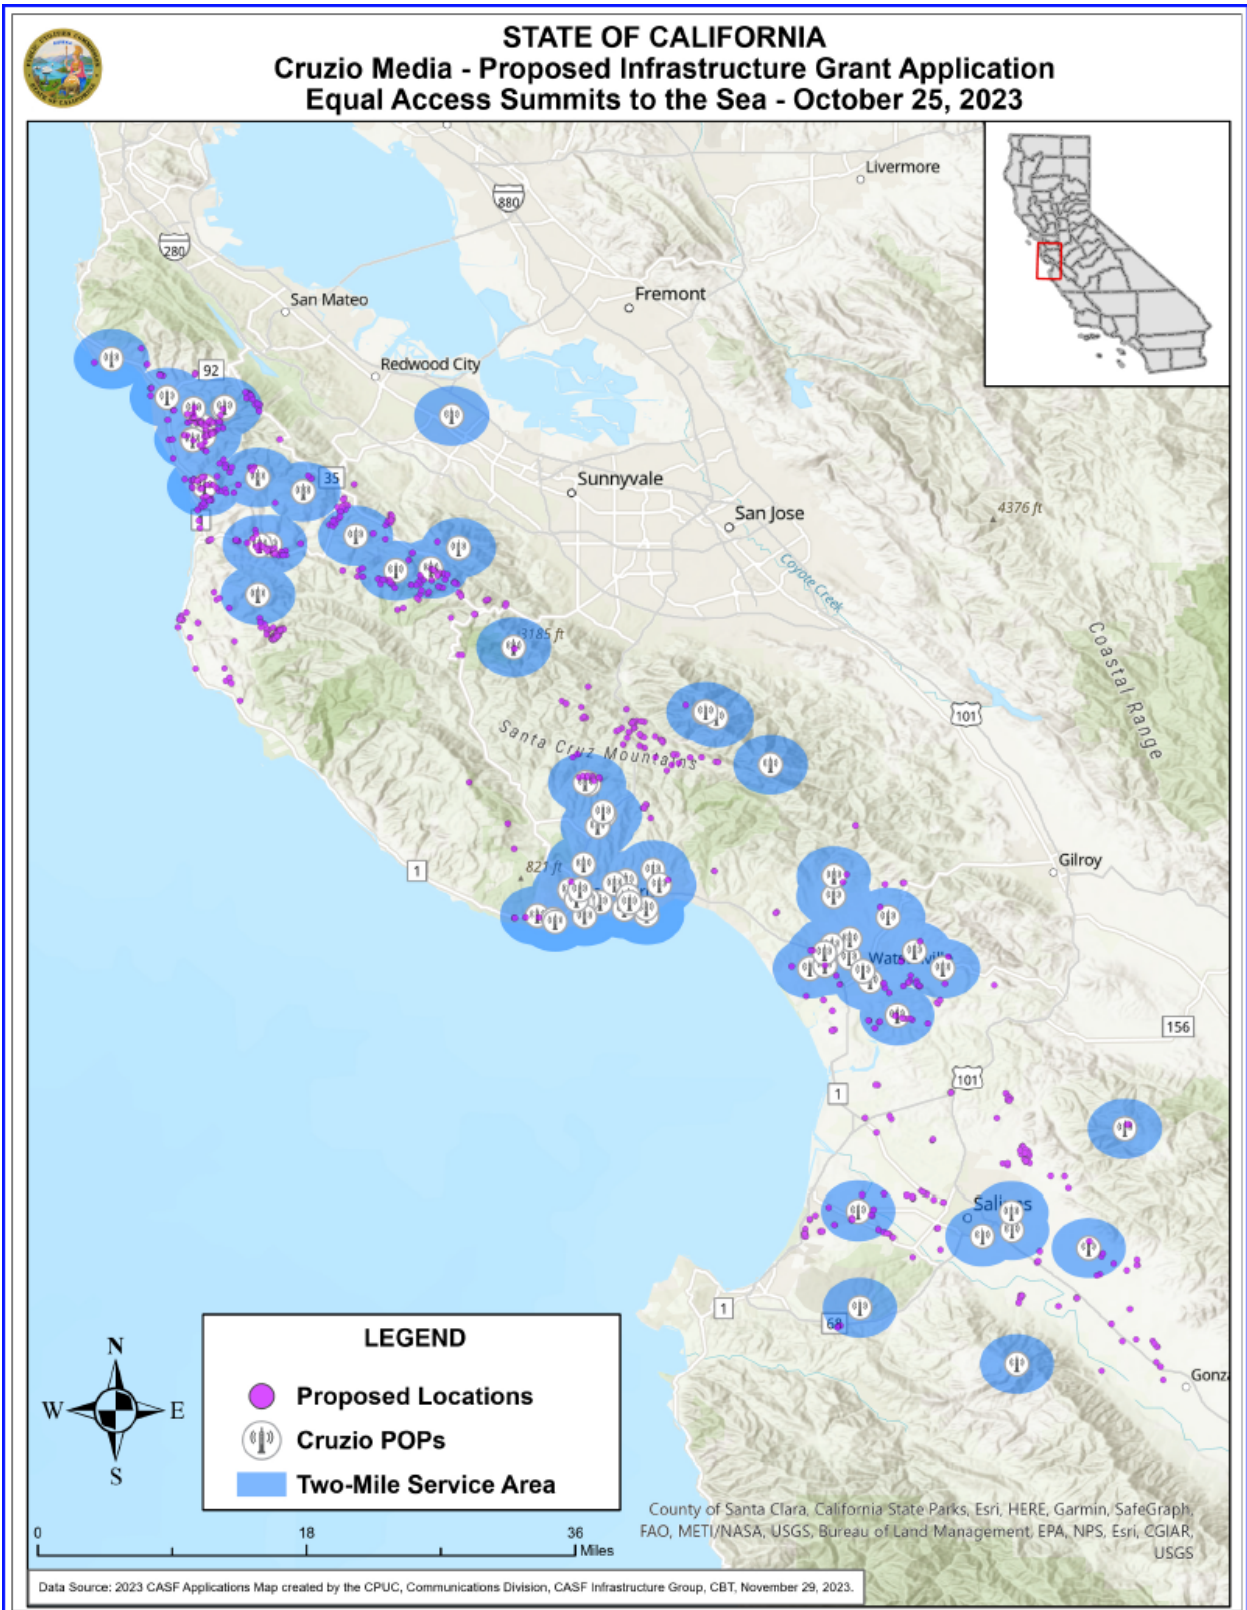 STATE OF CALIFORNIA
Cruzio Media - Proposed Infrastructure Grant Application
Equal Access Summits to the Sea - October 25, 2023
Livermore
880
280
Fremont
San Mateo
Redwood City
92
35
Sunnyvale
San Jose
4376 ft
Coyote Creek
1
3185 ft
Coastal Range
101
Santa Cruz Mountains
Gilroy
821 ft
1
Watsonville
156
101
1
Salinas
1
68
Gonz
LEGEND
Proposed Locations
Cruzio POPs
Two-Mile Service Area
N
W
E
S
County of Santa Clara, California State Parks, Esri, HERE, Garmin, SafeGraph,
FAO, METI/NASA, USGS, Bureau of Land Management, EPA, NPS, Esri, CGIAR,
USGS
0
18
36
Miles
Data Source: 2023 CASF Applications Map created by the CPUC, Communications Division, CASF Infrastructure Group, CBT, November 29, 2023.